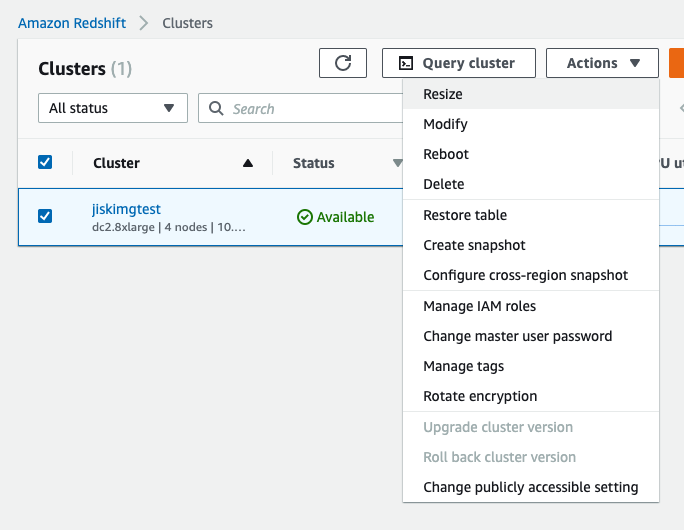 Amazon Redshift > Clusters
Clusters (1)
Query cluster
Actions
All status
Search
Cluster
Status
jiskimgtest
dc2.8xlarge | 4 nodes | 10....
Available
Resize
Modify
Reboot
Delete
Restore table
Create snapshot
Configure cross-region snapshot
Manage IAM roles
Change master user password
Manage tags
Rotate encryption
Upgrade cluster version
Roll back cluster version
Change publicly accessible setting